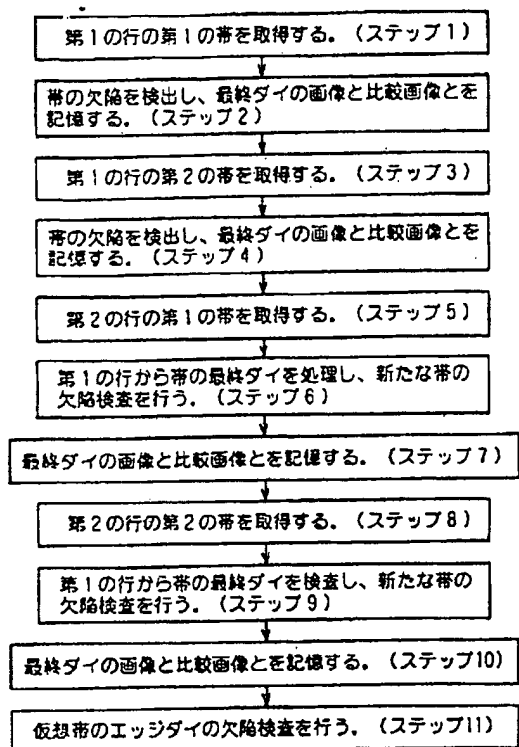 第1の行の第1の帯を取得する。(ステップ1)
帯の欠陥を検出し、最終ダイの画像と比較画像とを
記憶する。(ステップ2)
第1の行の第2の帯を取得する。(ステップ3)
帯の欠陥を検出し、最終ダイの画像と比較画像とを
記憶する。(ステップ4)
第2の行の第1の帯を取得する。(ステップ5)
第1の行から帯の最終ダイを処理し、新たな帯の
欠陥検査を行う。(ステップ6)
最終ダイの画像と比較画像とを記憶する。(ステップ7)
第2の行の第2の帯を取得する。(ステップ8)
第1の行から帯の最終ダイを検査し、新たな帯の
欠陥検査を行う。(ステップ9)
最終ダイの画像と比較画像とを記憶する。(ステップ10)
仮想帯のエッジダイの欠陥検査を行う。(ステップ11)